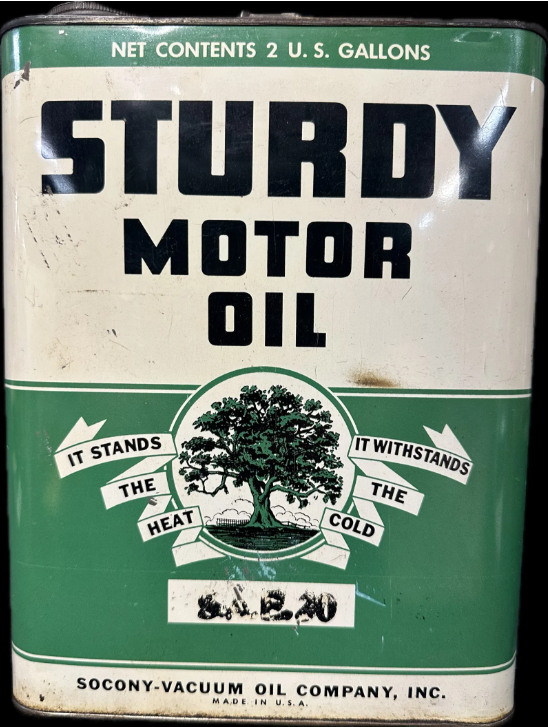 NET CONTENTS 2 U. S. GALLONS
STURDY
MOTOR
OIL
IT STANDS
THE
HEAT
IT WITHSTANDS
THE
COLD
S.A.E. 20
SOCONY-VACUUM OIL COMPANY, INC.
MADE IN U.S.A.